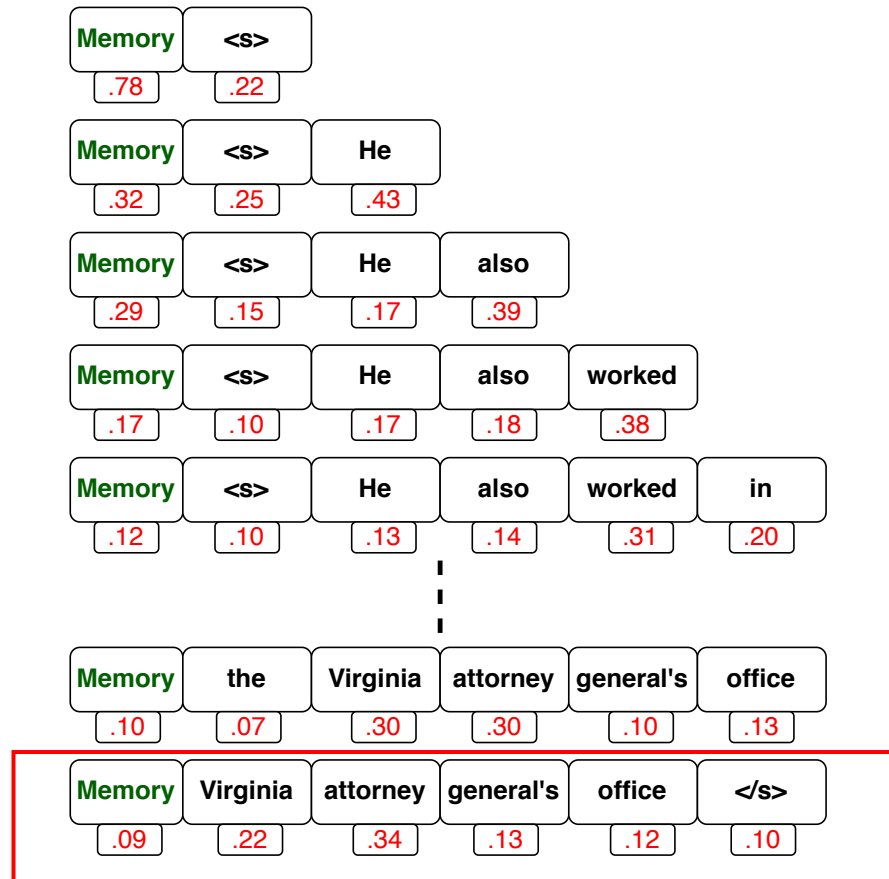 Memory <s>
.78 .22
Memory <s> He
.32 .25 .43
Memory <s> He also
.29 .15 .17 .39
Memory <s> He also worked
.17 .10 .17 .18 .38
Memory <s> He also worked in
.12 .10 .13 .14 .31 .20
Memory the Virginia attorney general's office
.10 .07 .30 .30 .10 .13
Memory Virginia attorney general's office </s>
.09 .22 .34 .13 .12 .10